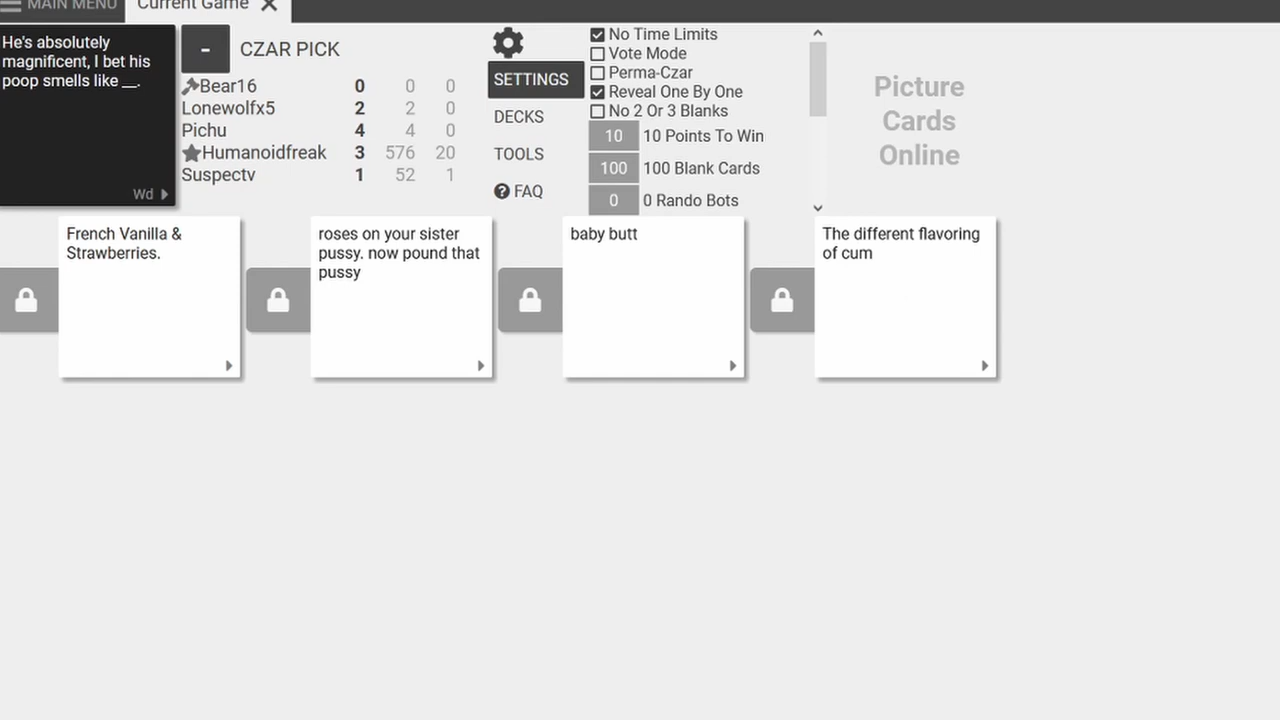 MAIN MENU
Current Game
He's absolutely
magnificent, I bet his
poop smells like __.
Wd
-
CZAR PICK
Bear16 0 0 0
Lonewolfx5 2 2 0
Pichu 4 4 0
Humanoidfreak 3 576 20
Suspectv 1 52 1
SETTINGS
DECKS
TOOLS
FAQ
No Time Limits
Vote Mode
Perma-Czar
Reveal One By One
No 2 Or 3 Blanks
10 10 Points To Win
100 100 Blank Cards
0 0 Rando Bots
Picture
Cards
Online
French Vanilla &
Strawberries.
roses on your sister
pussy. now pound that
pussy
baby butt
The different flavoring
of cum